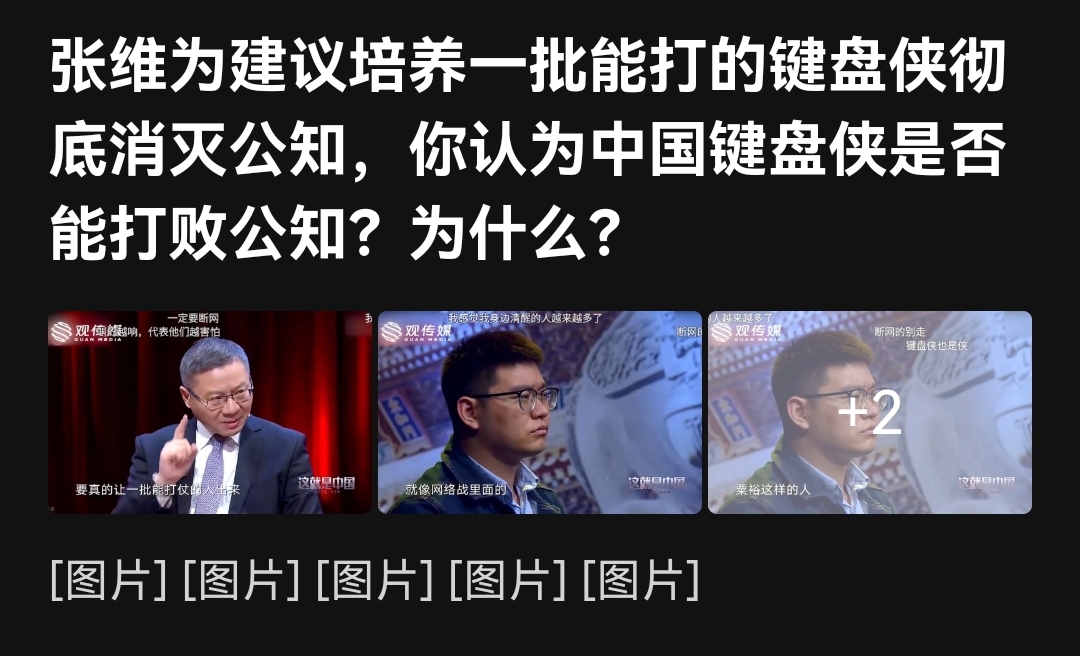 张维为建议培养一批能打的键盘侠彻
底消灭公知，你认为中国键盘侠是否
能打败公知？为什么？
一定要断网
观传媒
越响，代表他们越害怕
GUAN MEDIA
我
要真的让一批能打仗的人出来
这就是中国
我感觉我身边清醒的人越来越多了
观传媒
GUAN MEDIA
断网的
就像网络战里面的
这就是中国
人越来越多了
观传媒
GUAN MEDIA
断网的别走
键盘侠也是侠
+2
粟裕这样的人
这就是中国
[图片] [图片] [图片] [图片] [图片]